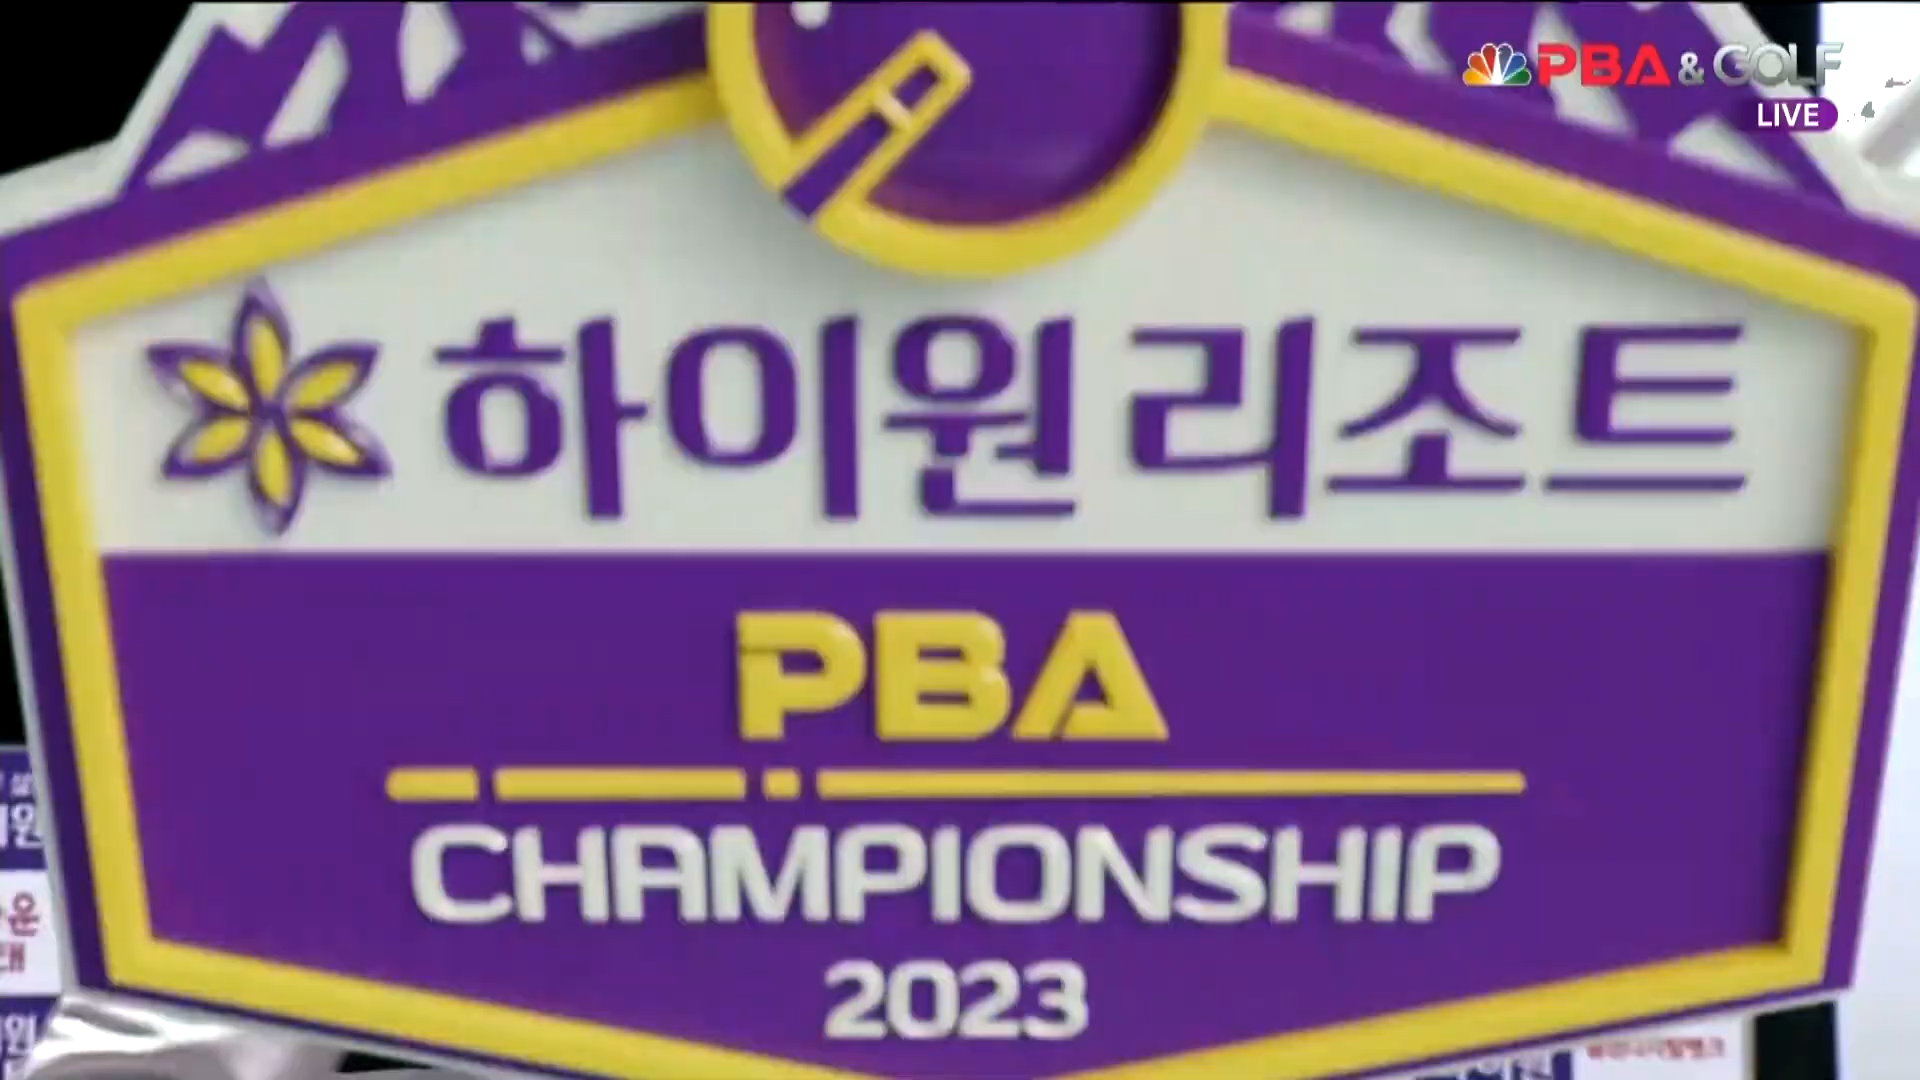 PBA & GOLF
LIVE
하이원리조트
PBA
CHAMPIONSHIP
2023